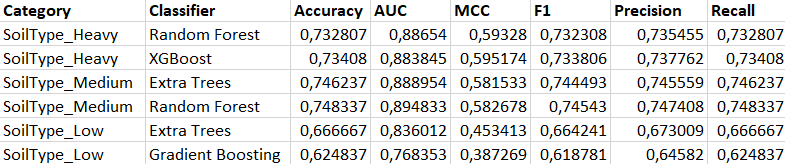 Category Classifier Accuracy AUC MCC F1 Precision Recall
SoilType_Heavy Random Forest 0,732807 0,88654 0,59328 0,732308 0,735455 0,732807
SoilType_Heavy XGBoost 0,73408 0,883845 0,595174 0,733806 0,737762 0,73408
SoilType_Medium Extra Trees 0,746237 0,888954 0,581533 0,744493 0,745559 0,746237
SoilType_Medium Random Forest 0,748337 0,894833 0,582678 0,74543 0,747408 0,748337
SoilType_Low Extra Trees 0,666667 0,836012 0,453413 0,664241 0,673009 0,666667
SoilType_Low Gradient Boosting 0,624837 0,768353 0,387269 0,618781 0,64582 0,624837